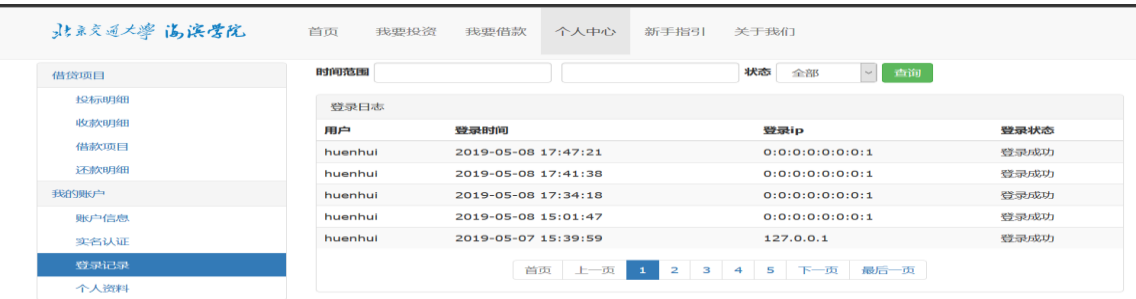 北京交通大学 海滨学院
首页 我要投资 我要借款 个人中心 新手指引 关于我们
借贷项目
投标明细
收款明细
借款项目
还款明细
我的账户
账户信息
实名认证
登录记录
个人资料
时间范围 状态 全部 查询
登录日志
用户 登录时间 登录ip 登录状态
huenhui 2019-05-08 17:47:21 0:0:0:0:0:0:0:1 登录成功
huenhui 2019-05-08 17:41:38 0:0:0:0:0:0:0:1 登录成功
huenhui 2019-05-08 17:34:18 0:0:0:0:0:0:0:1 登录成功
huenhui 2019-05-08 15:01:47 0:0:0:0:0:0:0:1 登录成功
huenhui 2019-05-07 15:39:59 127.0.0.1 登录成功
首页 上一页 1 2 3 4 5 下一页 最后一页